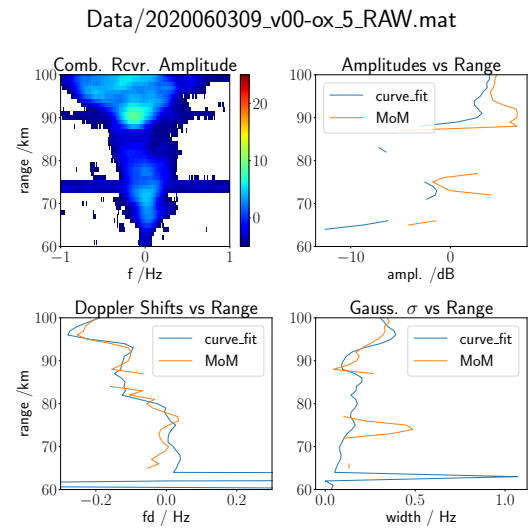 Data/2020060309_v00-ox_5_RAW.mat
Comb. Rcvr. Amplitude
Amplitudes vs Range
100
90
80
70
60
range /km
−1
0
1
f /Hz
20
10
0
100
90
80
70
60
−10
0
ampl. /dB
curve_fit
MoM
Doppler Shifts vs Range
Gauss. σ vs Range
100
90
80
70
60
range /km
−0.2
0.0
0.2
fd / Hz
curve_fit
MoM
100
90
80
70
60
0.0
0.5
1.0
width / Hz
curve_fit
MoM